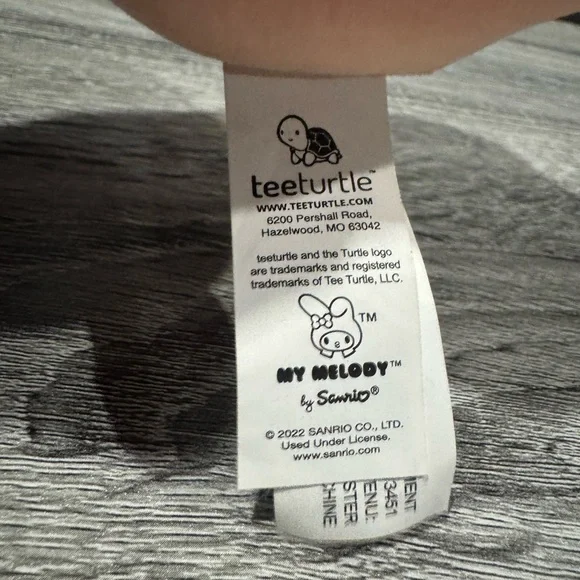 teeturtle™
WWW.TEETURTLE.COM
6200 Pershall Road,
Hazelwood, MO 63042
teeturtle and the Turtle logo
are trademarks and registered
trademarks of Tee Turtle, LLC.
TM
MY MELODY™
by Sanrio®
© 2022 SANRIO CO., LTD.
Used Under License.
www.sanrio.com
3451